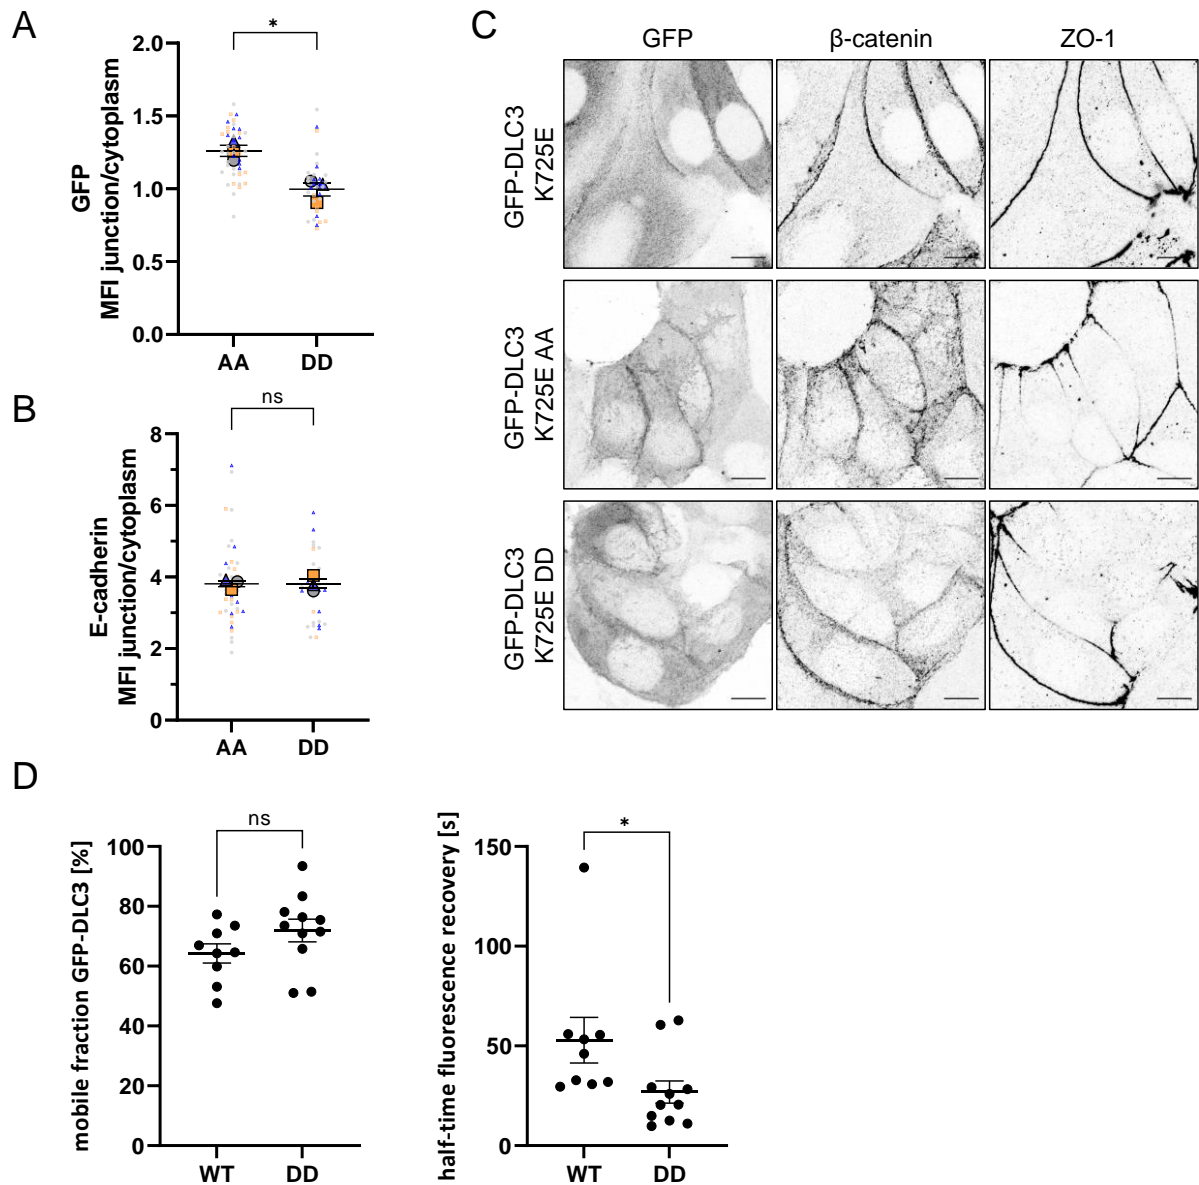 A
*
GFP
MFI junction/cytoplasm
2.0
1.5
1.0
0.5
0.0
AA DD
B
ns
E-cadherin
MFI junction/cytoplasm
8
6
4
2
0
AA DD
C
GFP β-catenin ZO-1
GFP-DLC3
K725E
GFP-DLC3
K725E AA
GFP-DLC3
K725E DD
D
ns
mobile fraction GFP-DLC3 [%]
100
80
60
40
20
0
WT DD
*
half-time fluorescence recovery [s]
150
100
50
0
WT DD